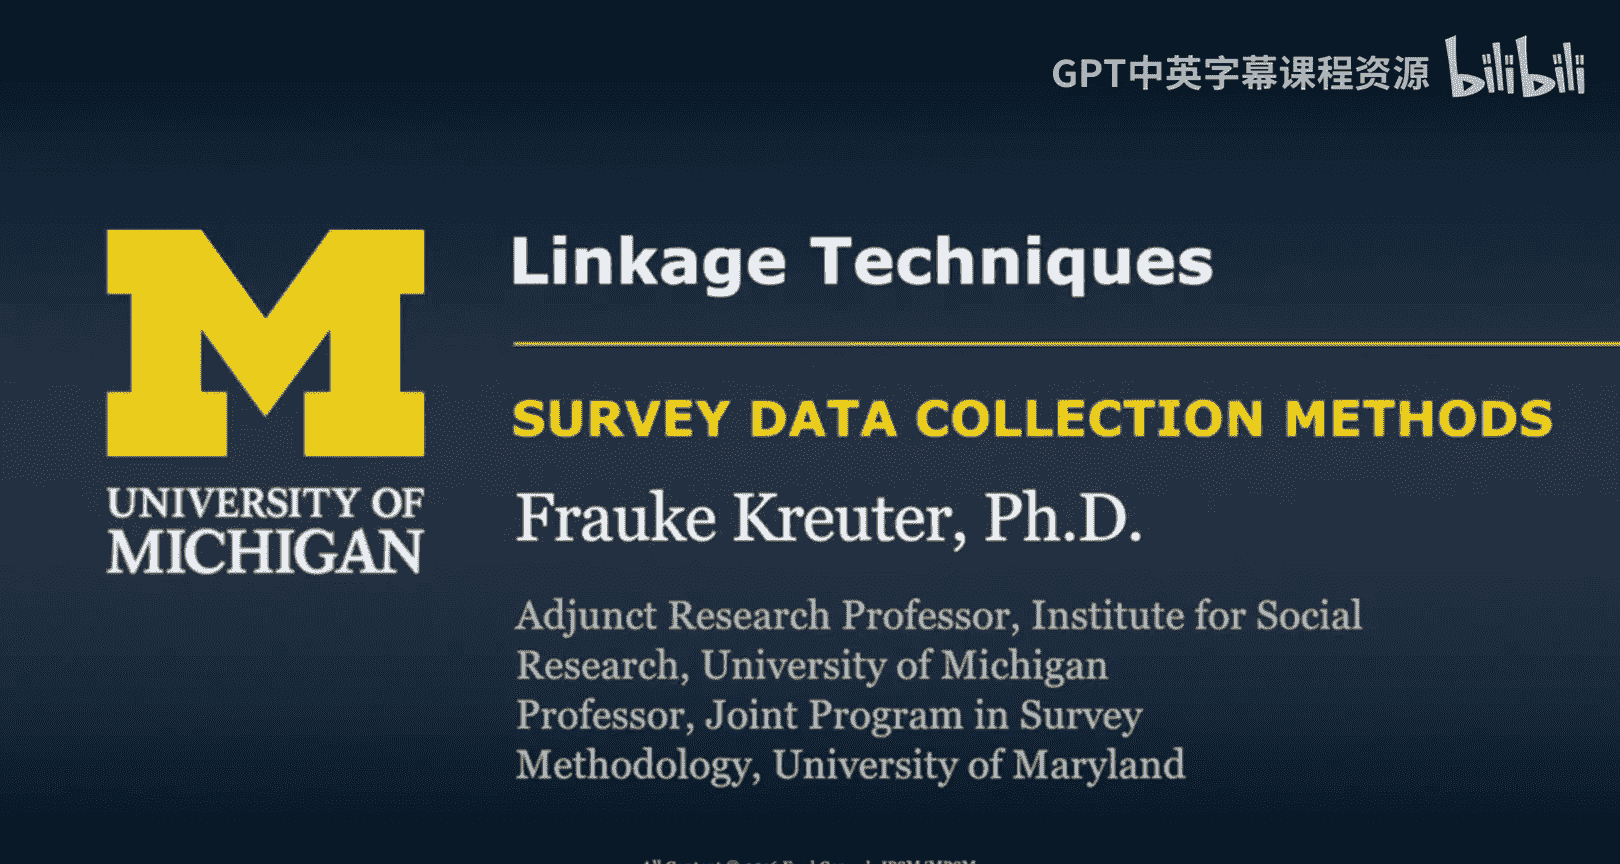 GPT中英字幕课程资源 bilibili
Linkage Techniques
SURVEY DATA COLLECTION METHODS
UNIVERSITY OF
MICHIGAN
Frauke Kreuter, Ph.D.
Adjunct Research Professor, Institute for Social
Research, University of Michigan
Professor, Joint Program in Survey
Methodology, University of Maryland